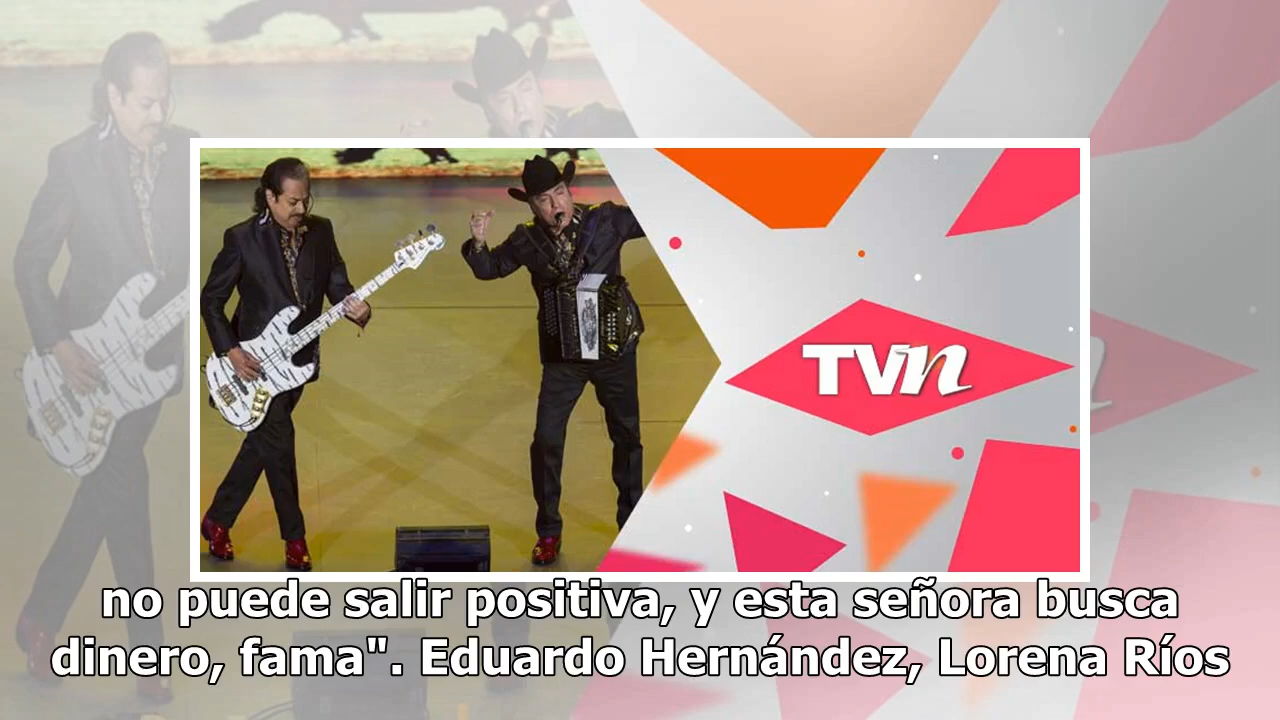 TVn
no puede salir positiva, y esta señora busca
dinero, fama". Eduardo Hernández, Lorena Ríos